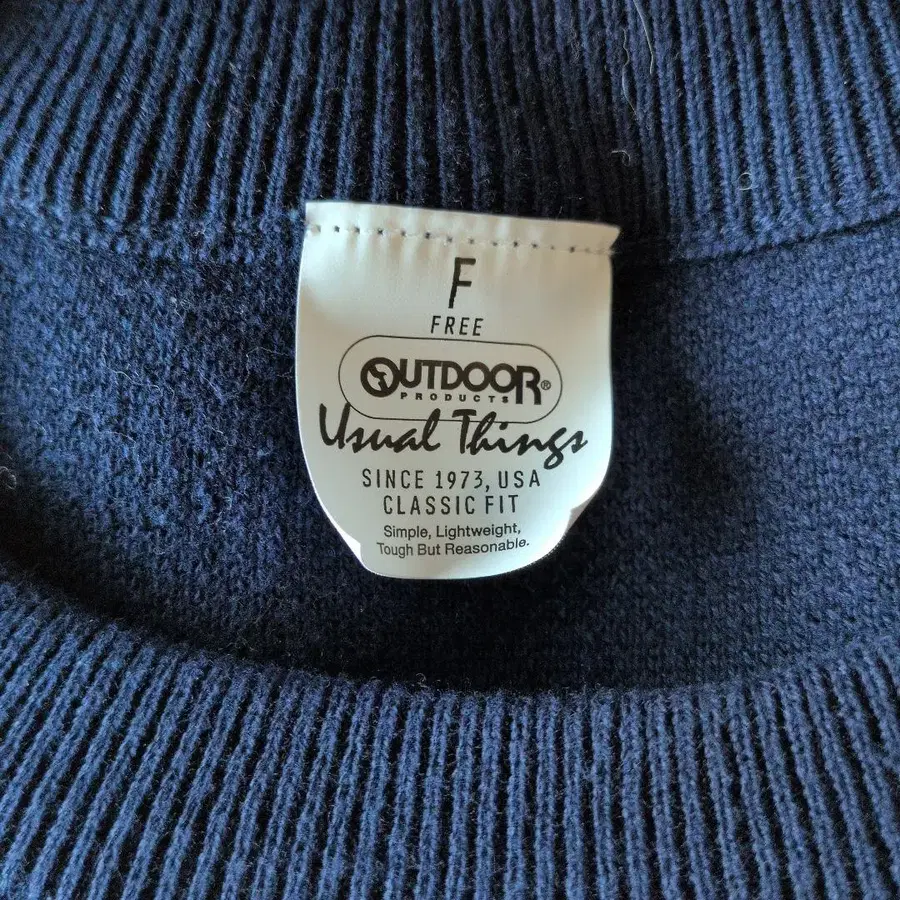 F
FREE
OUTDOOR®
PRODUCTS
Usual Things
SINCE 1973, USA
CLASSIC FIT
Simple, Lightweight,
Tough But Reasonable.